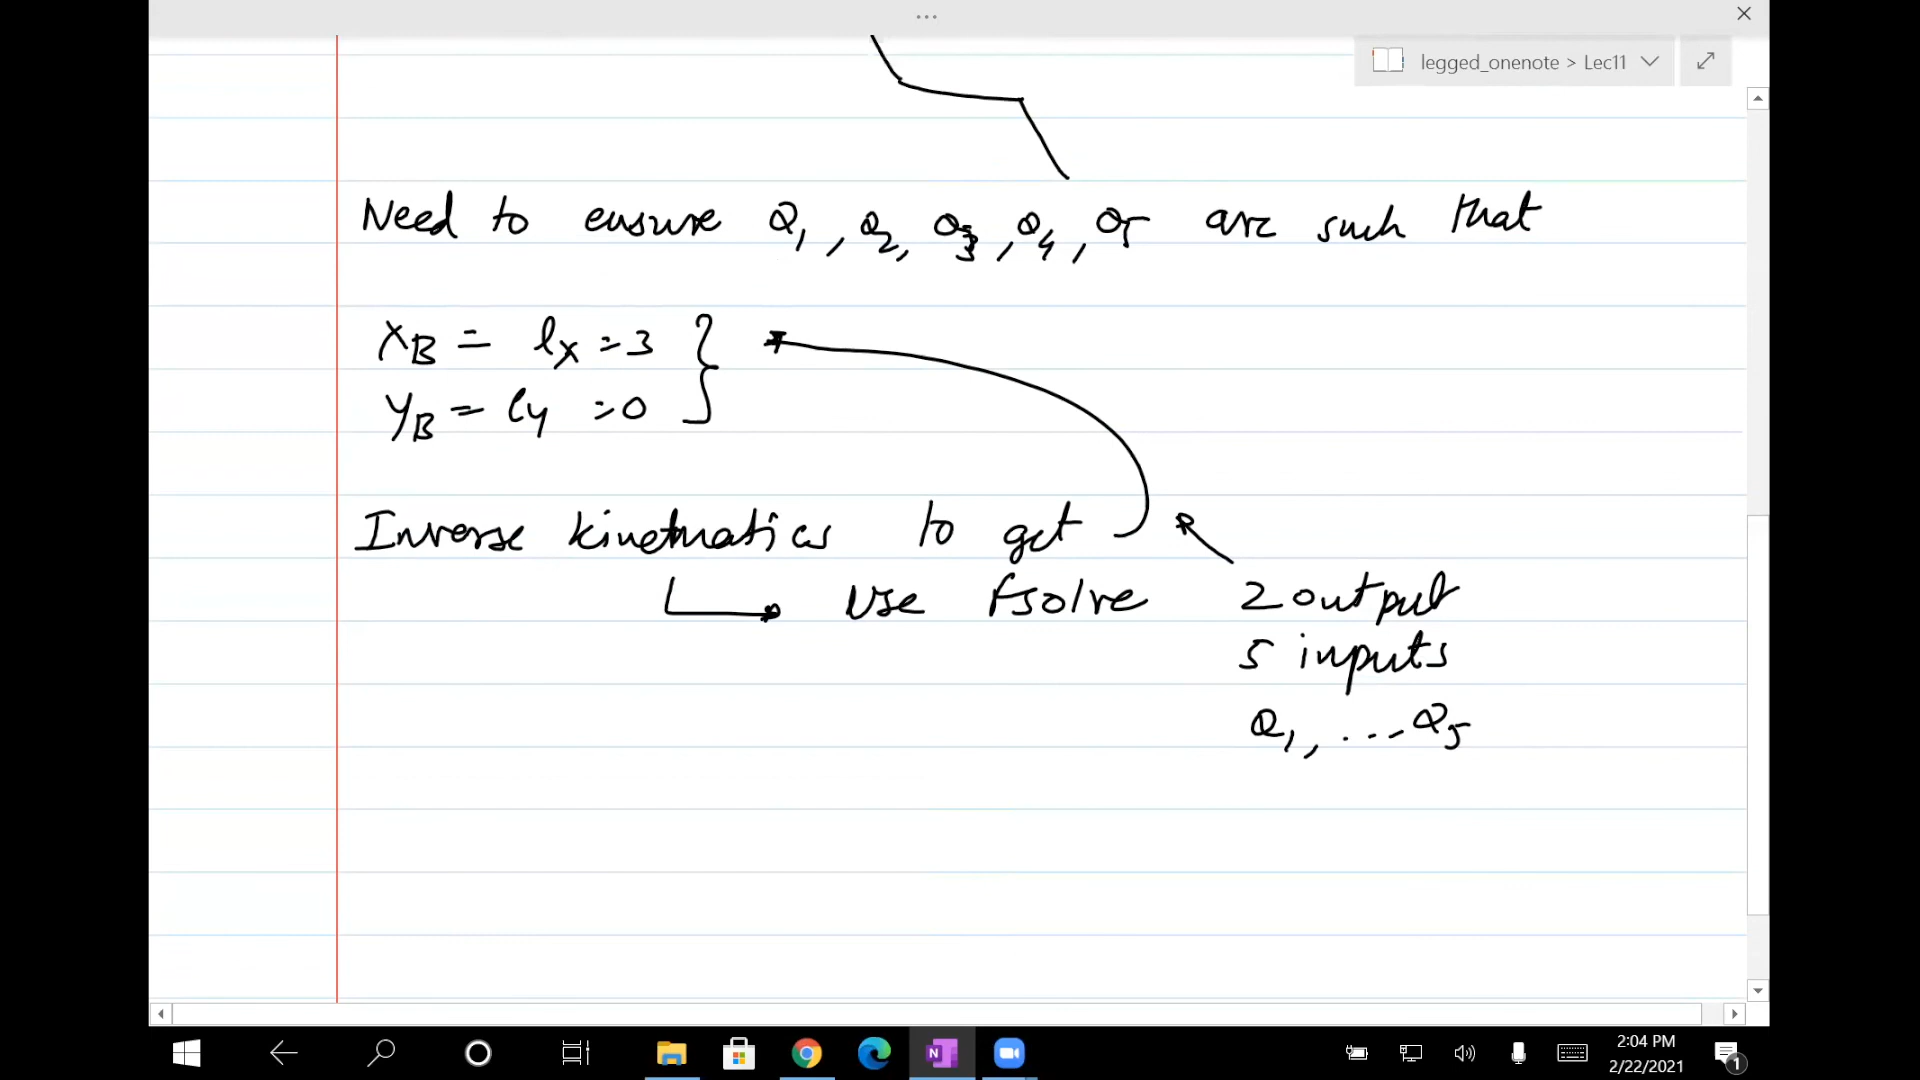 legged_onenote > Lec11
Need to ensure θ1, θ2, θ3, θ4, θ5 are such that
xB = lx = 3
yB = ly = 0
Inverse kinematics to get
Use fsolve
2 output
5 inputs
θ1, ... θ5
2:04 PM
2/22/2021
1